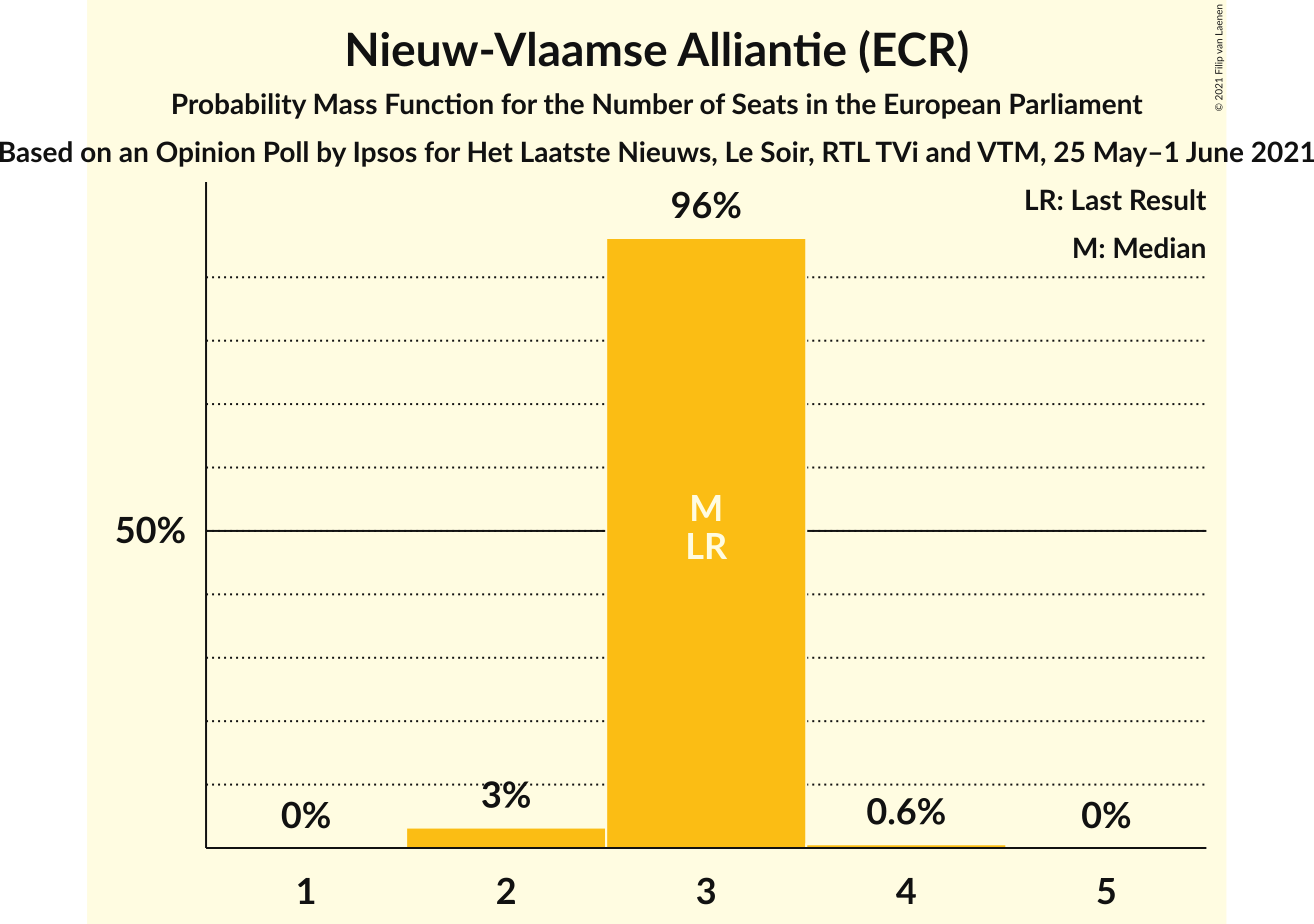 Nieuw-Vlaamse Alliantie (ECR)
Probability Mass Function for the Number of Seats in the European Parliament
Based on an Opinion Poll by Ipsos for Het Laatste Nieuws, Le Soir, RTL TVi and VTM, 25 May–1 June 2021
© 2021 Filip van Laenen
LR: Last Result
M: Median
96%
M
LR
50%
0%
3%
0.6%
0%
1
2
3
4
5